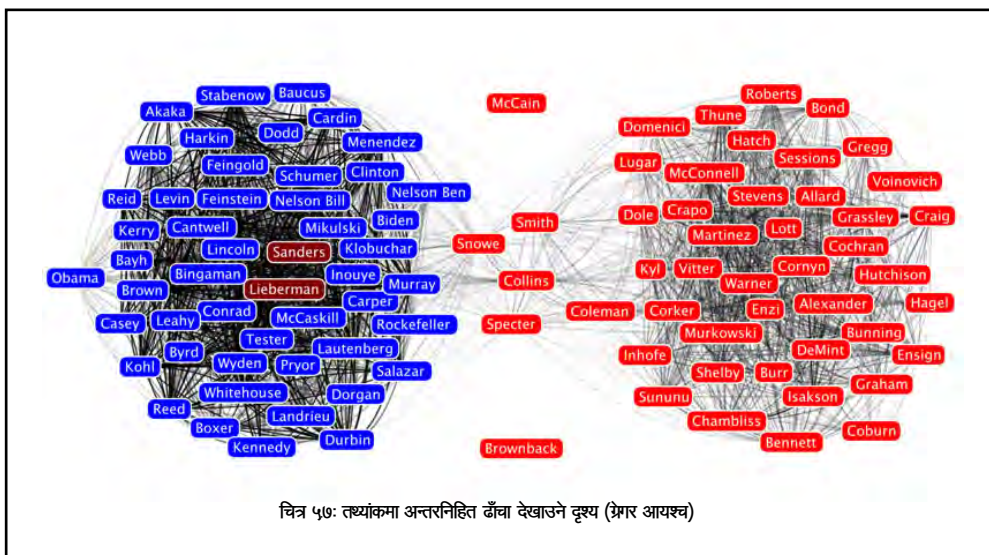 Stabenow Baucus
Akaka Cardin
Harkin Dodd Menendez
Webb Feingold Schumer Clinton
Reid Levin Feinstein Nelson Bill Nelson Ben
Kerry Cantwell Mikulski Biden
Bayh Lincoln Sanders Klobuchar
Obama Bingaman Inouye Murray
Brown Lieberman Carper
Casey Leahy Conrad McCaskill Rockefeller
Tester Lautenberg
Kohl Byrd Wyden Pryor Salazar
Whitehouse Dorgan
Reed Landrieu
Boxer Kennedy Durbin
McCain
Smith
Snowe
Collins
Specter
Coleman
Brownback
Roberts
Thune Bond
Domenici Hatch Gregg
Lugar McConnell Sessions Voinovich
Stevens Allard
Dole Crapo Grassley Craig
Martinez Lott Cochran
Kyl Vitter Cornyn Hutchison
Warner
Corker Enzi Alexander Hagel
Murkowski Bunning
Inhofe DeMint Ensign
Shelby Burr Graham
Sununu Isakson
Chambliss Coburn
Bennett
चित्र ५७: तथ्यांकमा अन्तरनिहित ढाँचा देखाउने दृश्य (ग्रेगर आयश्च)